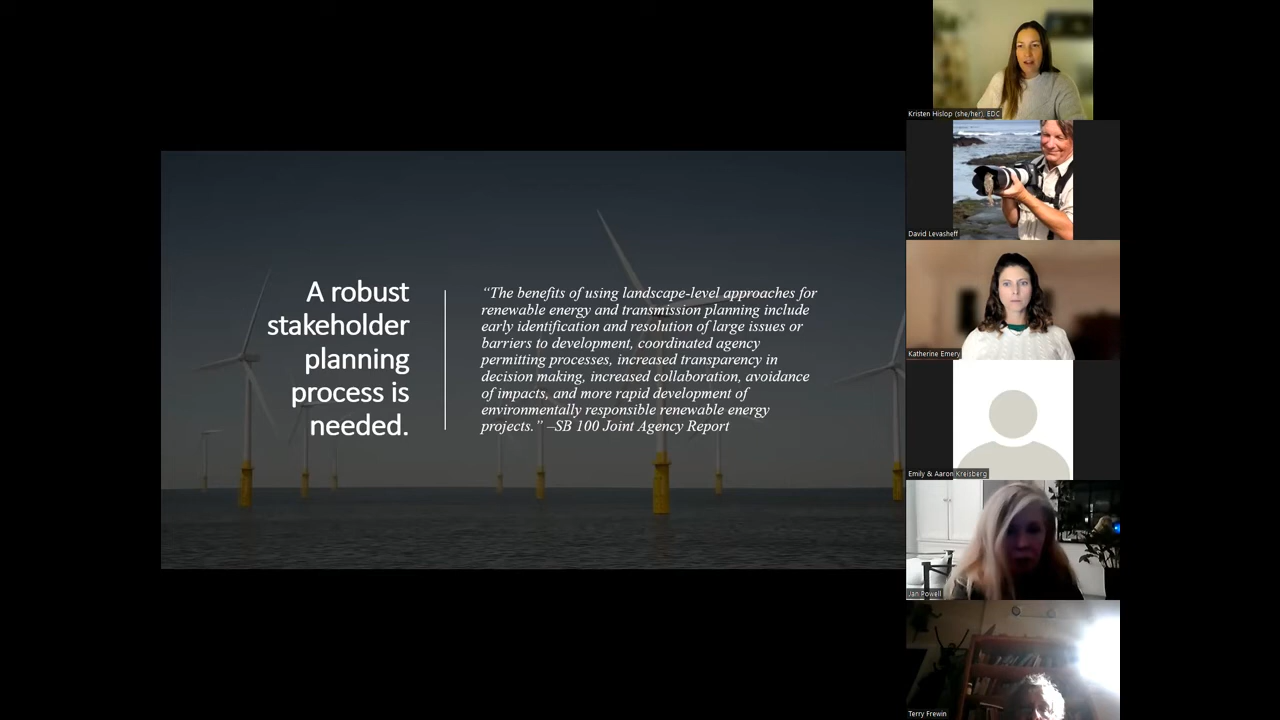 A robust
stakeholder
planning
process is
needed.
“The benefits of using landscape-level approaches for
renewable energy and transmission planning include
early identification and resolution of large issues or
barriers to development, coordinated agency
permitting processes, increased transparency in
decision making, increased collaboration, avoidance
of impacts, and more rapid development of
environmentally responsible renewable energy
projects.” –SB 100 Joint Agency Report
Kristen Hislop (she/her), EDC
David Levasheff
Katherine Emery
Emily & Aaron Kreisberg
Jan Powell
Terry Frewin